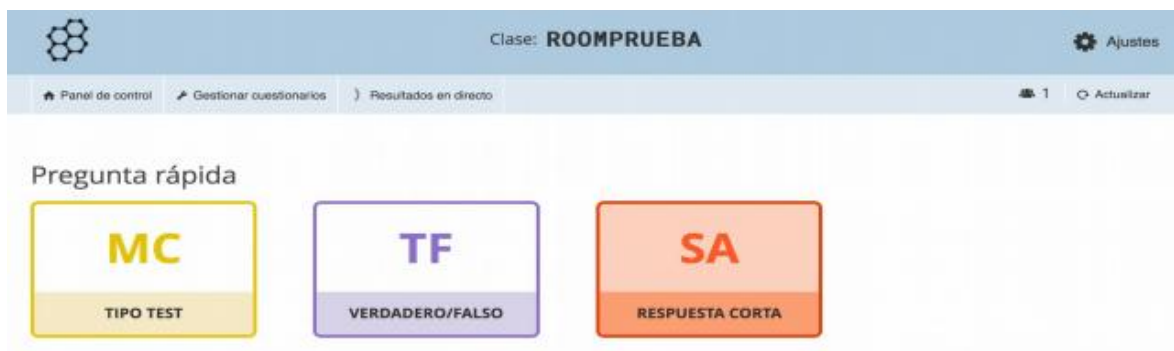 Clase: ROOMPRUEBA
Ajustes
Panel de control Gestionar cuestionarios Resultados en directo 1 Actualizar
Pregunta rápida
MC TF SA
TIPO TEST VERDADERO/FALSO RESPUESTA CORTA